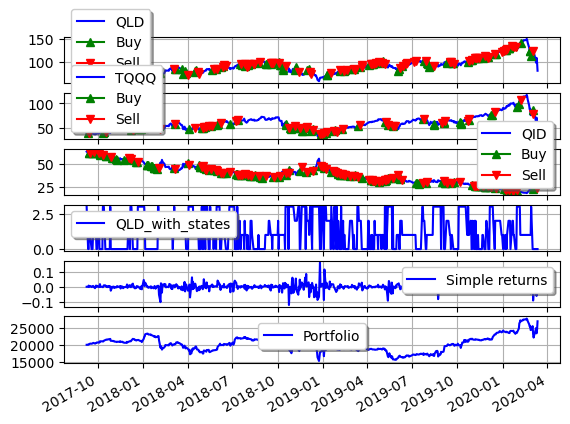 QLD
Buy
Sell
150
100
TQQQ
Buy
Sell
100
50
QID
Buy
Sell
50
25
QLD_with_states
2.5
0.0
Simple returns
0.1
0.0
−0.1
Portfolio
25000
20000
15000
2017-10
2018-01
2018-04
2018-07
2018-10
2019-01
2019-04
2019-07
2019-10
2020-01
2020-04